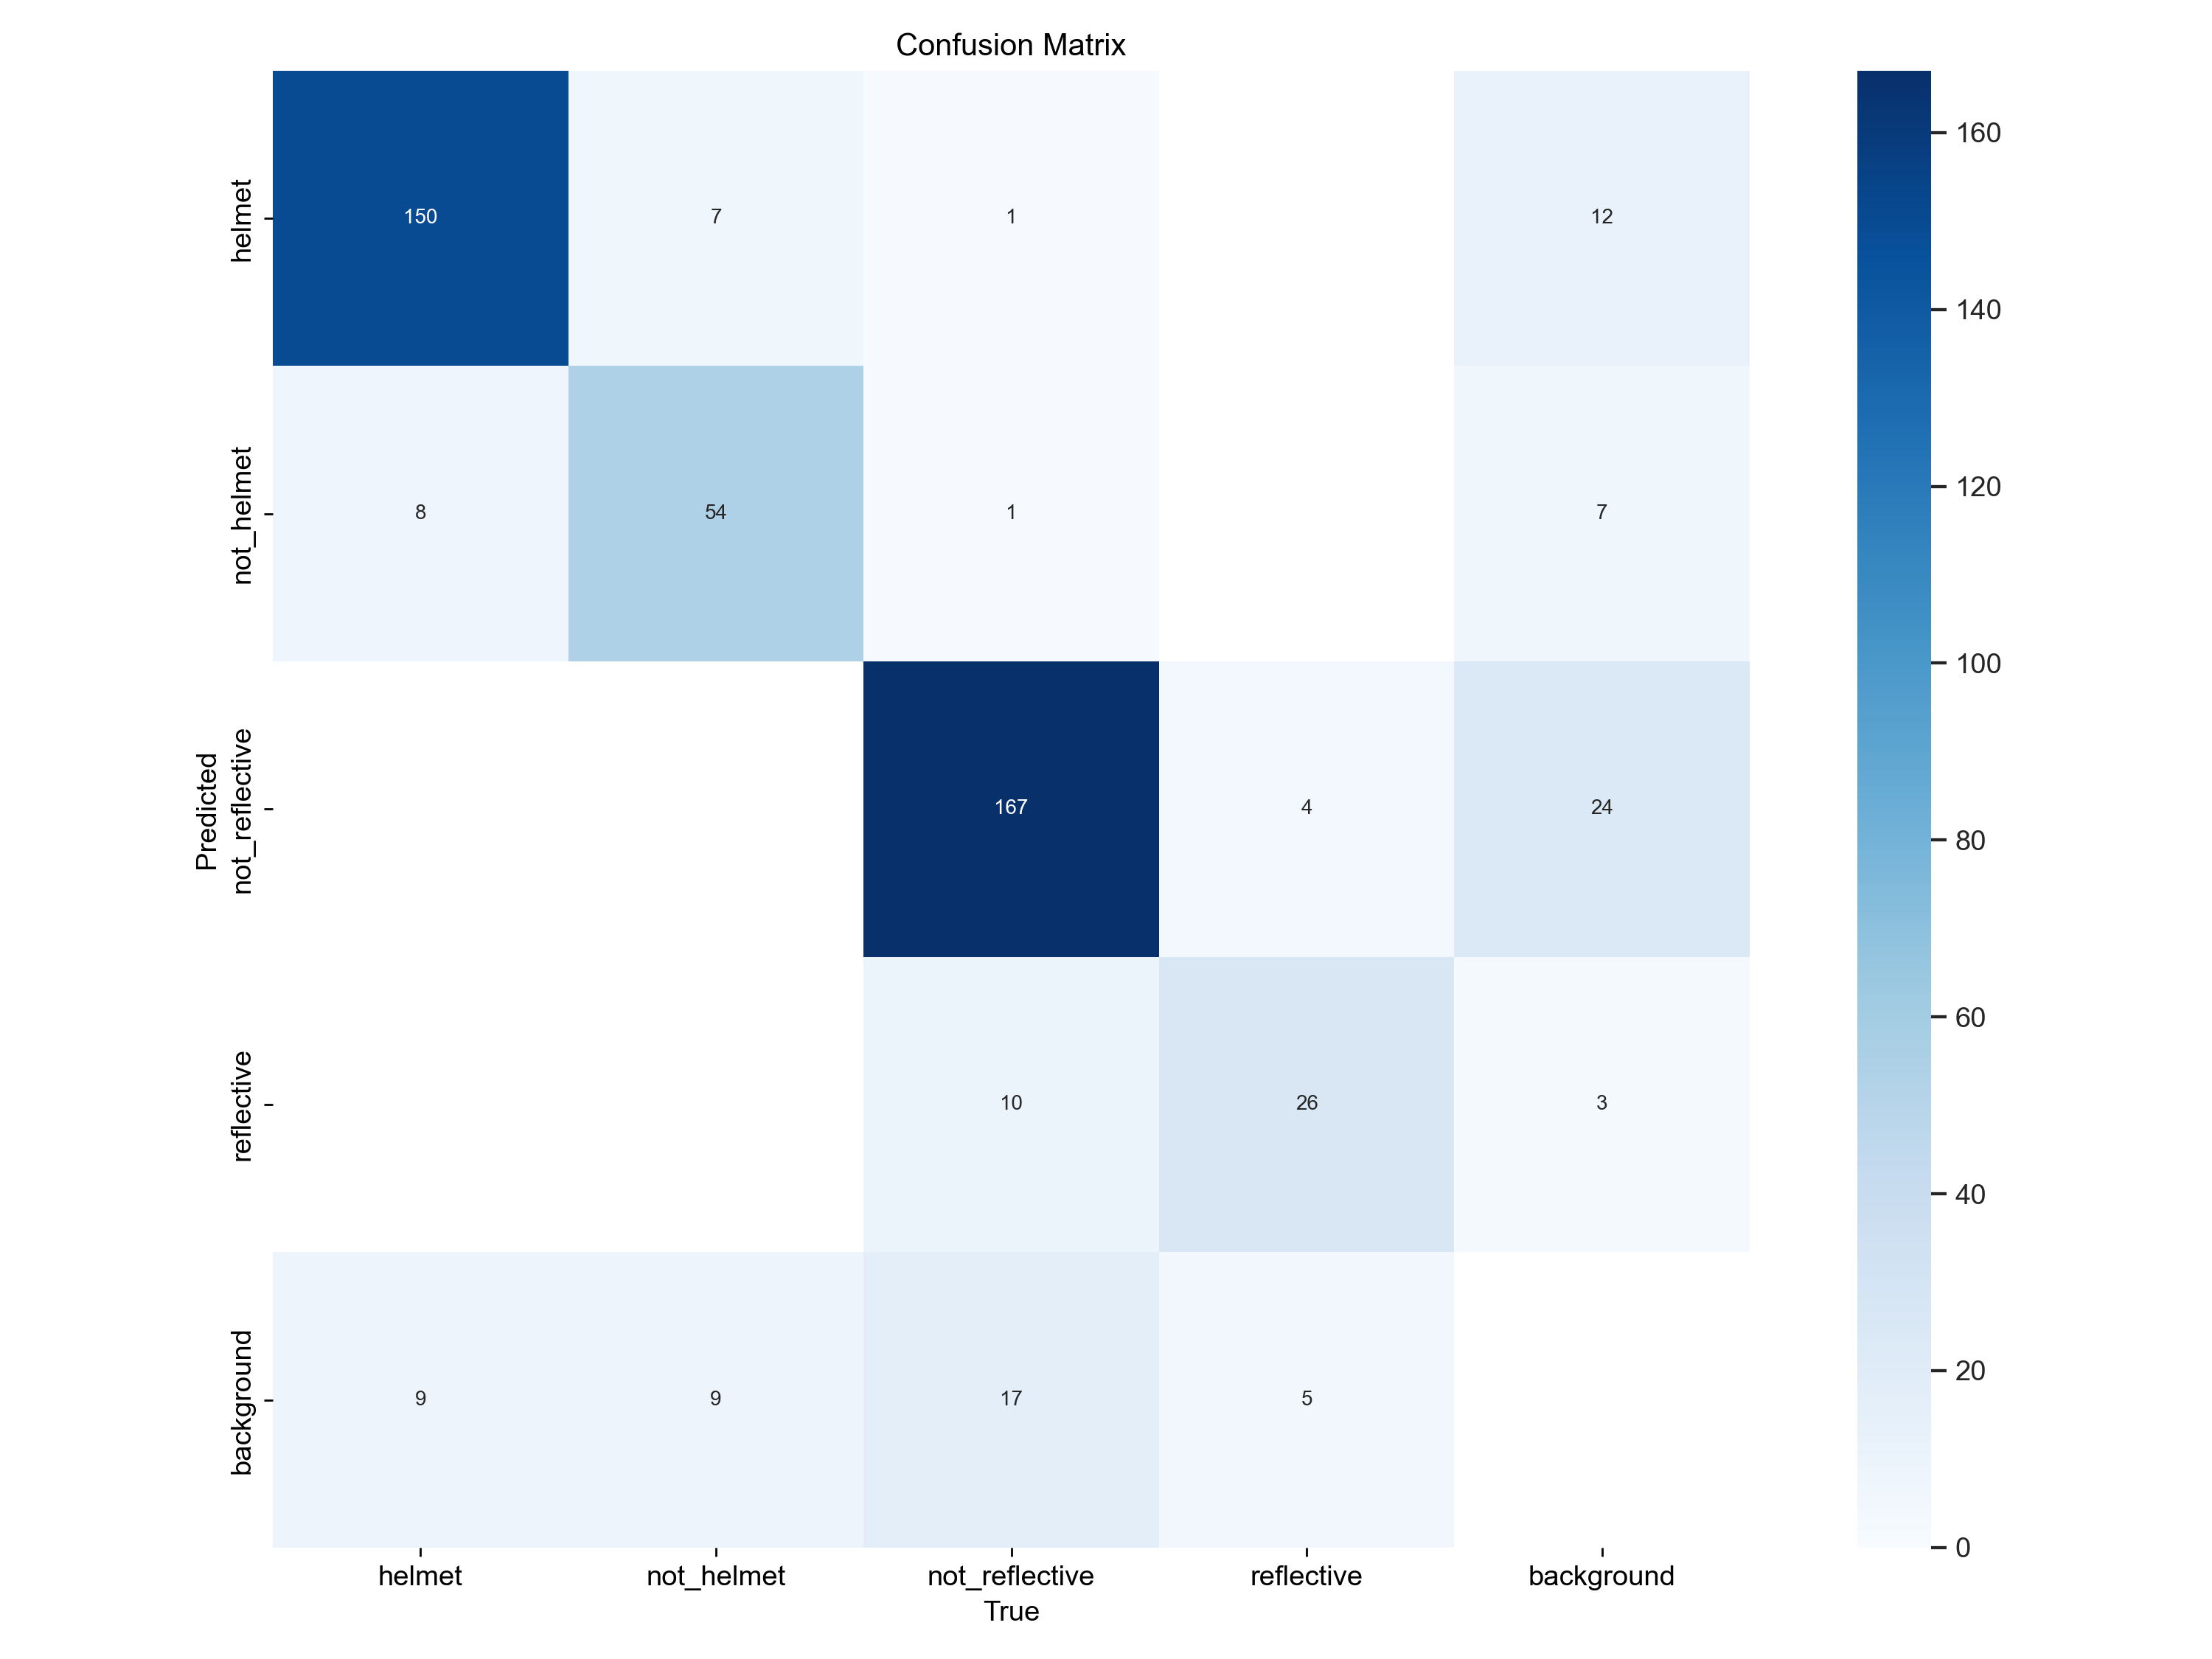 Confusion Matrix
160
140
120
100
80
60
40
20
0
Predicted
helmet
150
7
1
12
not_helmet
8
54
1
7
not_reflective
167
4
24
reflective
10
26
3
background
9
9
17
5
helmet
not_helmet
not_reflective
reflective
background
True